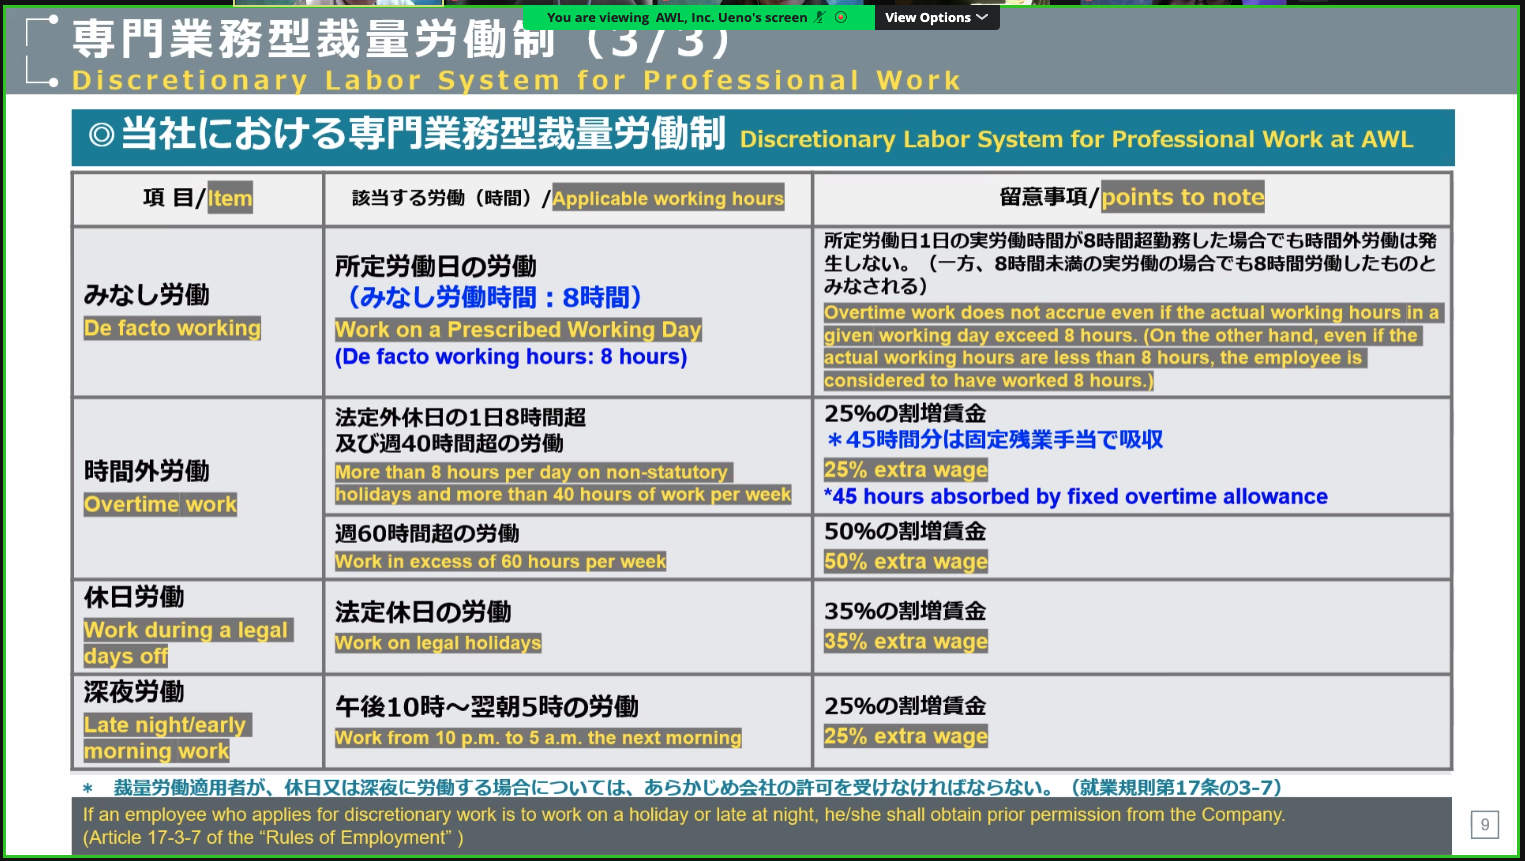 You are viewing AWL, Inc. Ueno's screen
View Options
専門業務型裁量労働制（3/3）
Discretionary Labor System for Professional Work
◎当社における専門業務型裁量労働制 Discretionary Labor System for Professional Work at AWL
項 目/Item
該当する労働（時間）/Applicable working hours
留意事項/points to note
みなし労働
De facto working
所定労働日の労働
（みなし労働時間：8時間）
Work on a Prescribed Working Day
(De facto working hours: 8 hours)
所定労働日1日の実労働時間が8時間超勤務した場合でも時間外労働は発
生しない。（一方、8時間未満の実労働の場合でも8時間労働したものと
みなされる）
Overtime work does not accrue even if the actual working hours in a
given working day exceed 8 hours. (On the other hand, even if the
actual working hours are less than 8 hours, the employee is
considered to have worked 8 hours.)
時間外労働
Overtime work
法定外休日の1日8時間超
及び週40時間超の労働
More than 8 hours per day on non-statutory
holidays and more than 40 hours of work per week
25%の割増賃金
＊45時間分は固定残業手当で吸収
25% extra wage
*45 hours absorbed by fixed overtime allowance
週60時間超の労働
Work in excess of 60 hours per week
50%の割増賃金
50% extra wage
休日労働
Work during a legal
days off
法定休日の労働
Work on legal holidays
35%の割増賃金
35% extra wage
深夜労働
Late night/early
morning work
午後10時～翌朝5時の労働
Work from 10 p.m. to 5 a.m. the next morning
25%の割増賃金
25% extra wage
＊ 裁量労働適用者が、休日又は深夜に労働する場合については、あらかじめ会社の許可を受けなければならない。（就業規則第17条の3-7）
If an employee who applies for discretionary work is to work on a holiday or late at night, he/she shall obtain prior permission from the Company.
(Article 17-3-7 of the “Rules of Employment” )
9